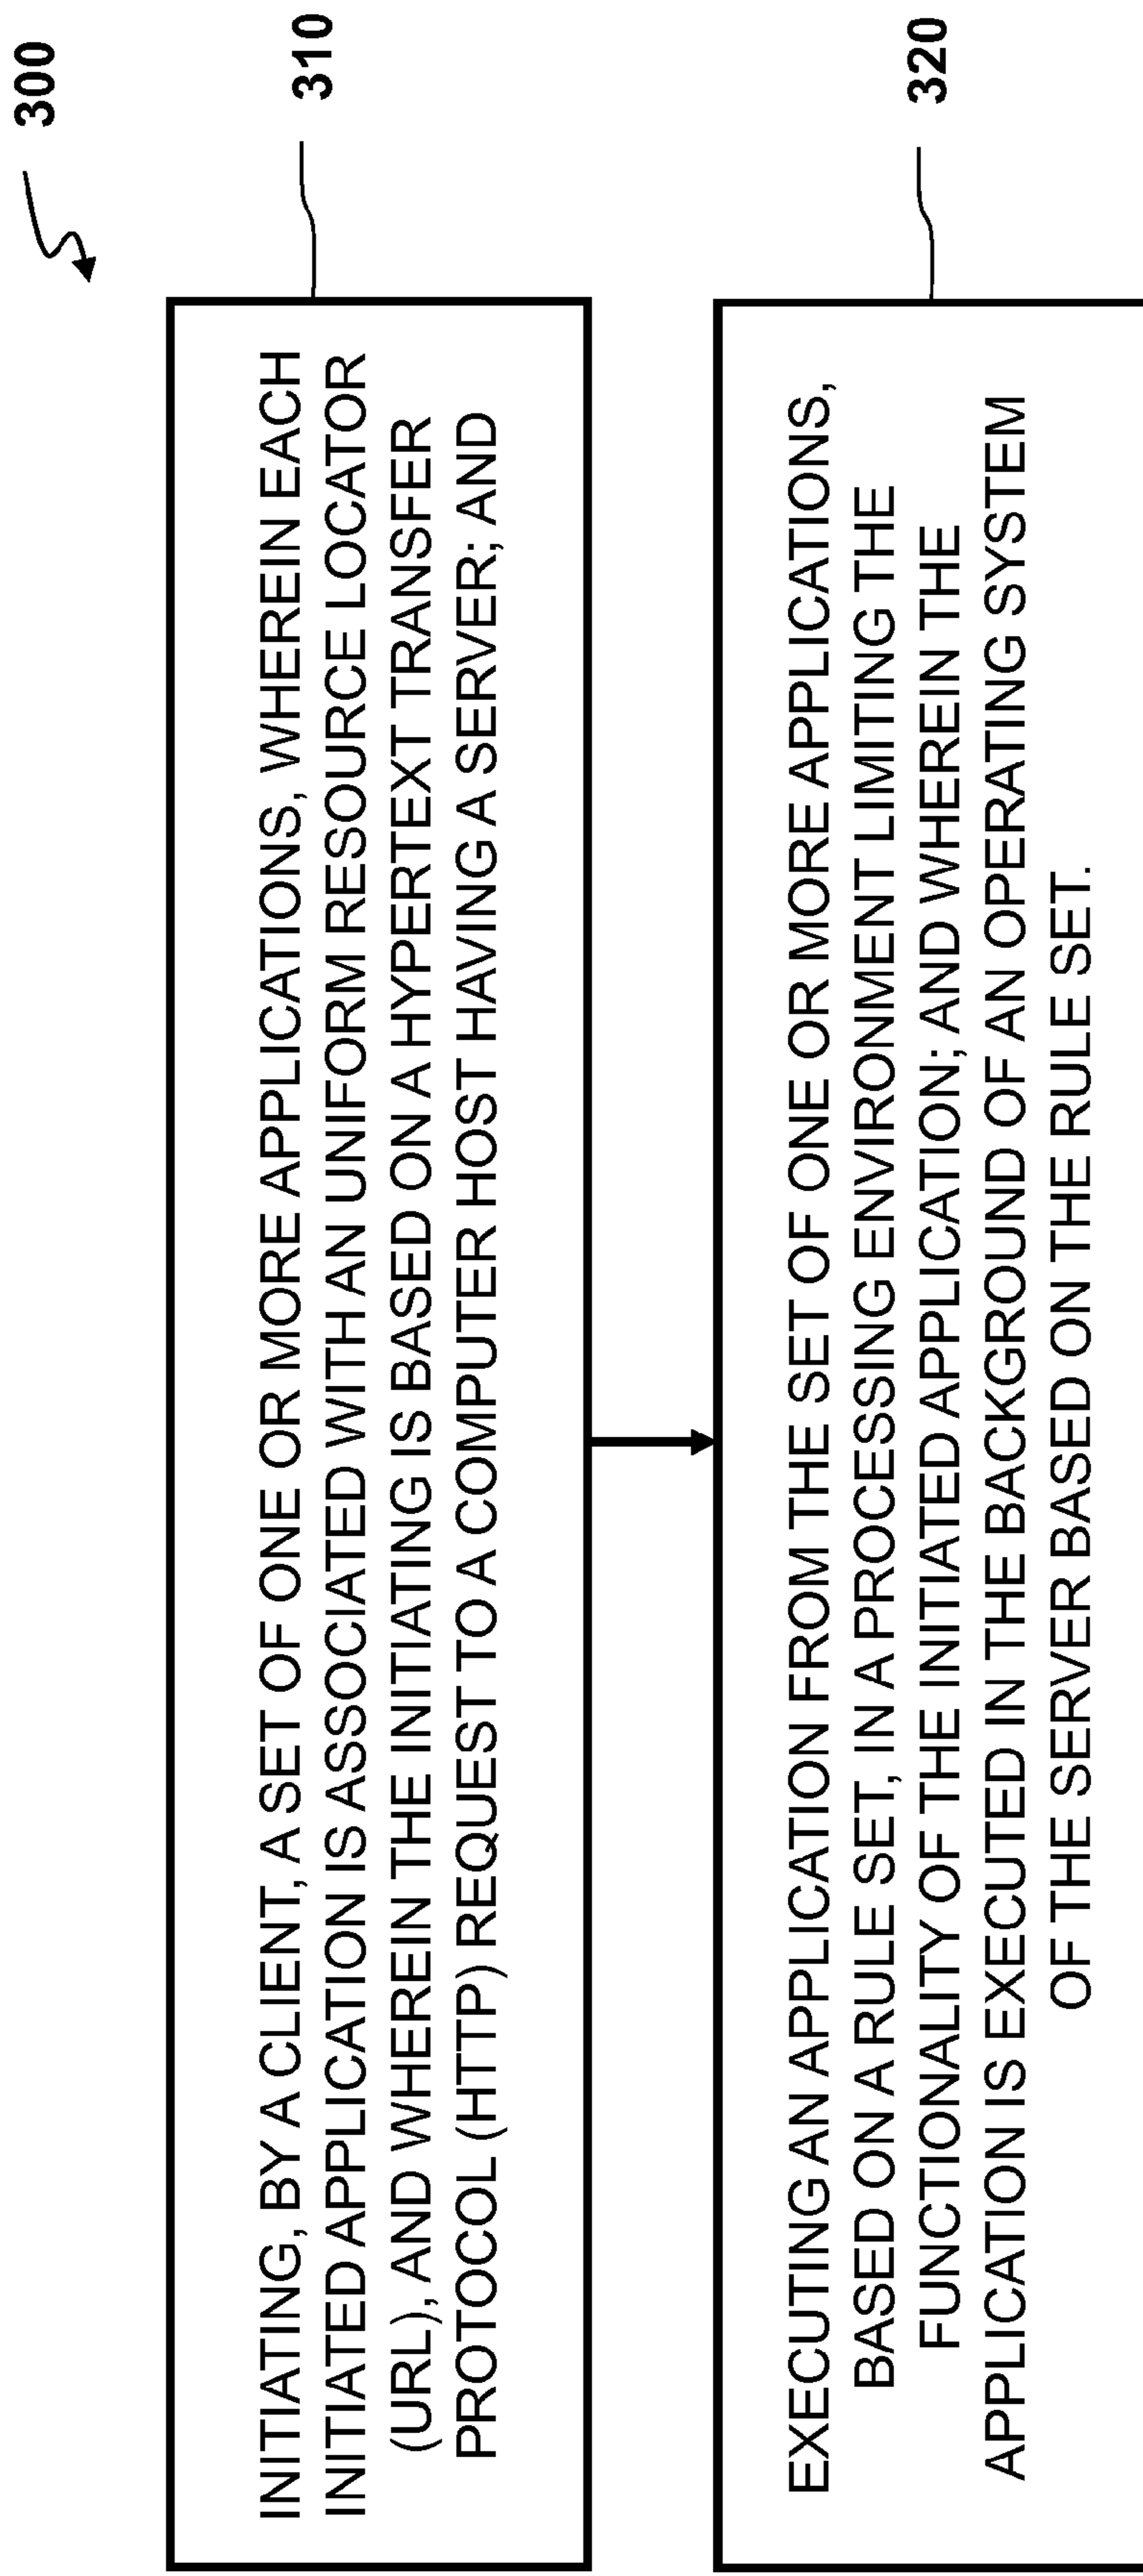 300
310
INITIATING, BY A CLIENT, A SET OF ONE OR MORE APPLICATIONS, WHEREIN EACH
INITIATED APPLICATION IS ASSOCIATED WITH AN UNIFORM RESOURCE LOCATOR
(URL), AND WHEREIN THE INITIATING IS BASED ON A HYPERTEXT TRANSFER
PROTOCOL (HTTP) REQUEST TO A COMPUTER HOST HAVING A SERVER; AND
320
EXECUTING AN APPLICATION FROM THE SET OF ONE OR MORE APPLICATIONS,
BASED ON A RULE SET, IN A PROCESSING ENVIRONMENT LIMITING THE
FUNCTIONALITY OF THE INITIATED APPLICATION; AND WHEREIN THE
APPLICATION IS EXECUTED IN THE BACKGROUND OF AN OPERATING SYSTEM
OF THE SERVER BASED ON THE RULE SET.